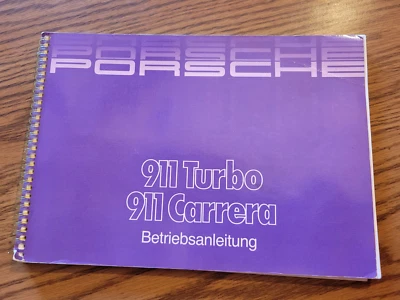 PORSCHE
PORSCHE
911 Turbo
911 Carrera
Betriebsanleitung